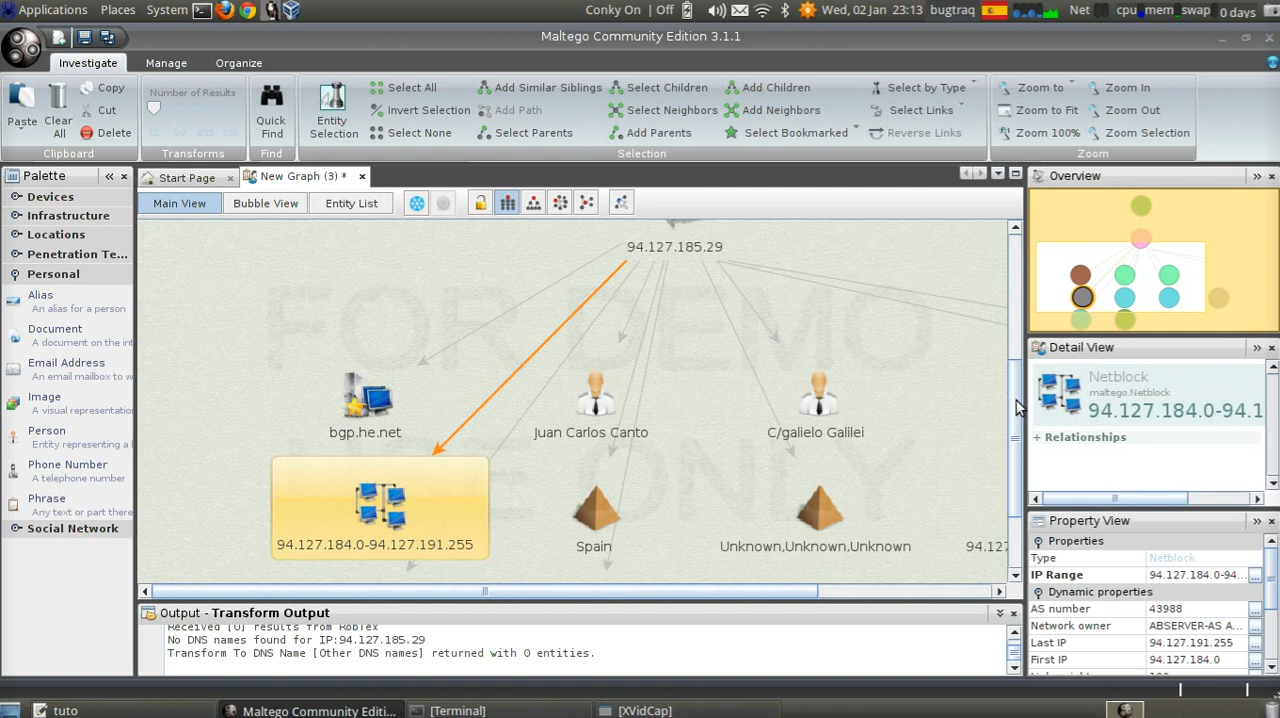 Applications Places System Conky On | Off Wed, 02 Jan 23:13 bugtraq Net cpu mem swap 0 days
Maltego Community Edition 3.1.1
Investigate Manage Organize
Copy Number of Results Select All Add Similar Siblings Select Children Add Children Select by Type Zoom to Zoom In
Cut Invert Selection Add Path Select Neighbors Add Neighbors Select Links Zoom to Fit Zoom Out
Paste Clear All Delete 12 50 Quick Find Entity Selection Select None Select Parents Add Parents Select Bookmarked Reverse Links Zoom 100% Zoom Selection
Clipboard Transforms Find Selection Zoom
Palette Start Page New Graph (3) * Overview
Devices Main View Bubble View Entity List
Infrastructure
Locations
Penetration Te...
Personal
94.127.185.29
Alias
An alias for a person
Document
A document on the int
Email Address
An email mailbox to w
Image
A visual representatio
Person
Entity representing a
Phone Number
A telephone number
Phrase
Any text or part there
Social Network
FOR DEMO
USE ONLY
bgp.he.net Juan Carlos Canto C/galielo Galilei
94.127.184.0-94.127.191.255 Spain Unknown,Unknown,Unknown 94.127
Detail View
Netblock
maltego.Netblock
94.127.184.0-94.1
+ Relationships
Property View
Properties
Type Netblock
IP Range 94.127.184.0-94...
Dynamic properties
AS number 43988
Network owner ABSERVER-AS A...
Last IP 94.127.191.255
First IP 94.127.184.0
Output - Transform Output
Received [0] results from Robtex
No DNS names found for IP:94.127.185.29
Transform To DNS Name [Other DNS names] returned with 0 entities.
tuto Maltego Community Editi... [Terminal] [XVidCap]